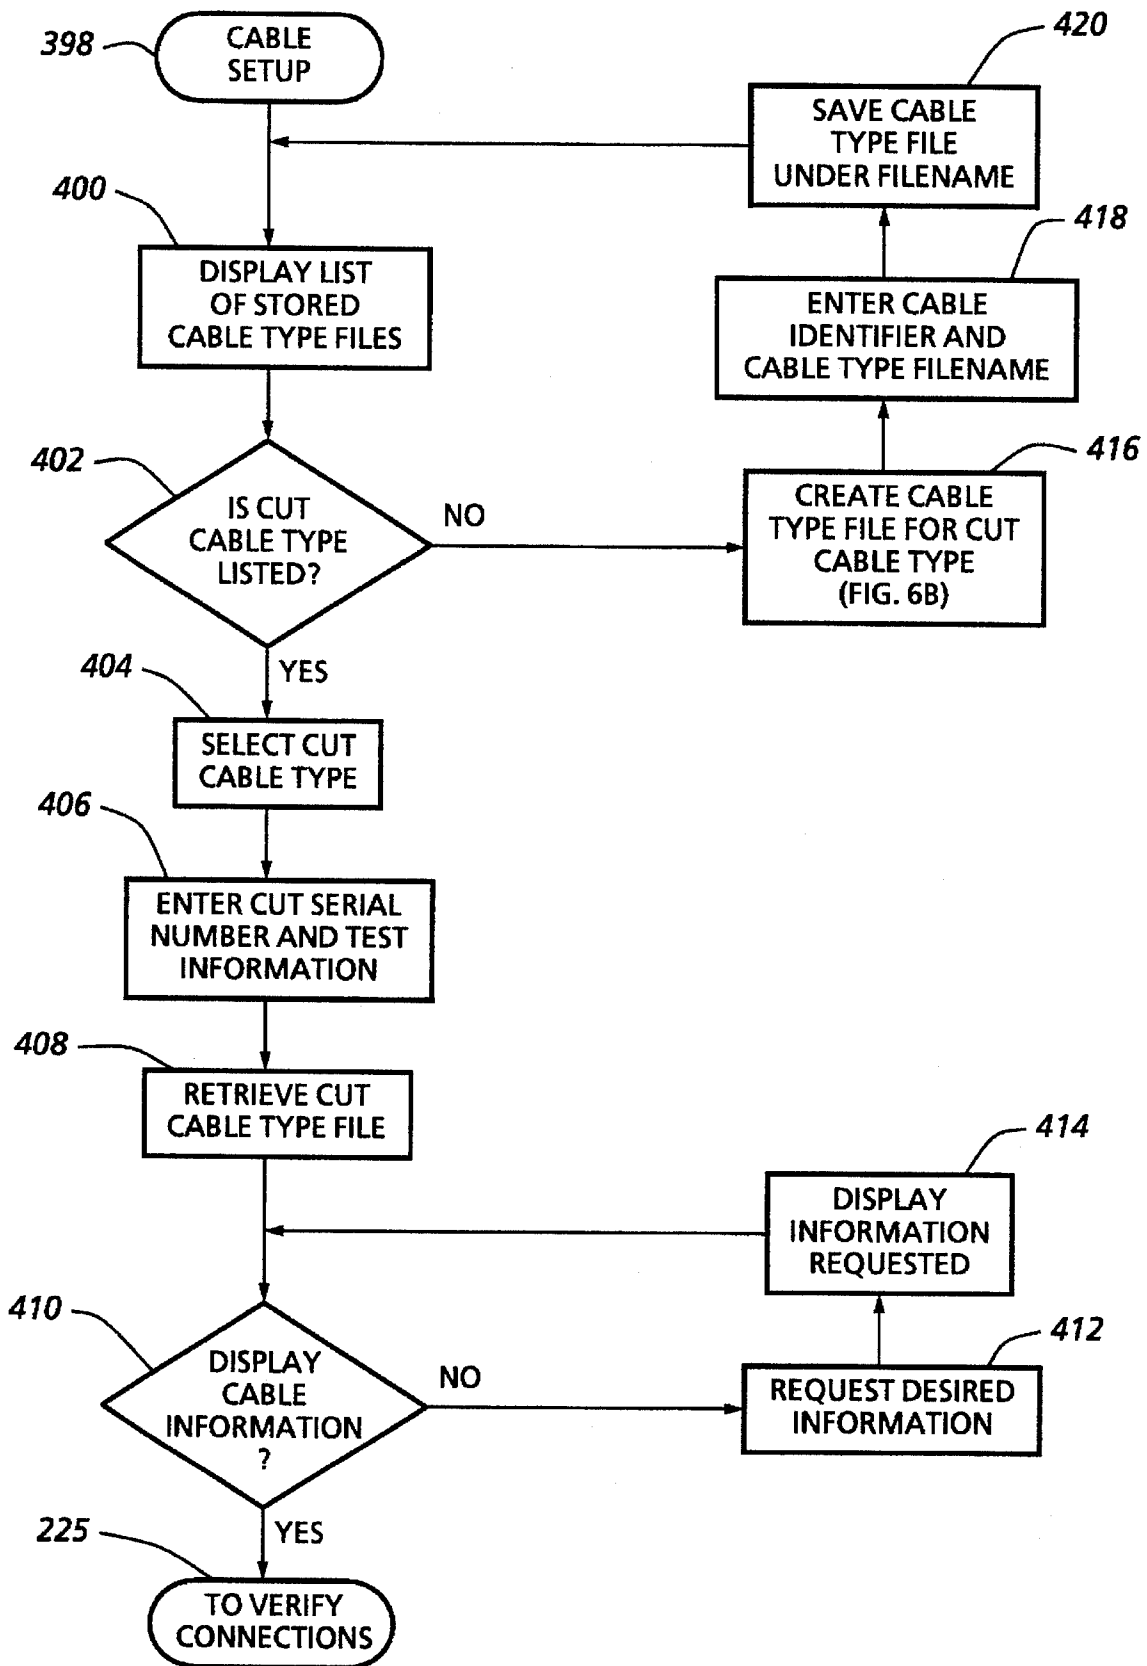 398
CABLE
SETUP
420
SAVE CABLE
TYPE FILE
UNDER FILENAME
400
DISPLAY LIST
OF STORED
CABLE TYPE FILES
418
ENTER CABLE
IDENTIFIER AND
CABLE TYPE FILENAME
402
IS CUT
CABLE TYPE
LISTED?
NO
416
CREATE CABLE
TYPE FILE FOR CUT
CABLE TYPE
(FIG. 6B)
YES
404
SELECT CUT
CABLE TYPE
406
ENTER CUT SERIAL
NUMBER AND TEST
INFORMATION
408
RETRIEVE CUT
CABLE TYPE FILE
414
DISPLAY
INFORMATION
REQUESTED
410
DISPLAY
CABLE
INFORMATION
?
NO
412
REQUEST DESIRED
INFORMATION
YES
225
TO VERIFY
CONNECTIONS